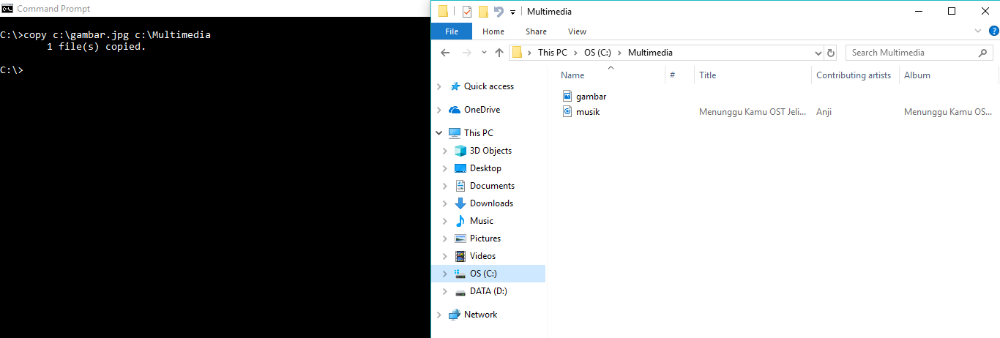 Command Prompt
C:\>copy c:\gambar.jpg c:\Multimedia
1 file(s) copied.
C:\>
Multimedia
File Home Share View
This PC > OS (C:) > Multimedia
Search Multimedia
Name # Title Contributing artists Album
gambar
musik Menunggu Kamu OST Jeli... Anji Menunggu Kamu OS...
Quick access
OneDrive
This PC
3D Objects
Desktop
Documents
Downloads
Music
Pictures
Videos
OS (C:)
DATA (D:)
Network